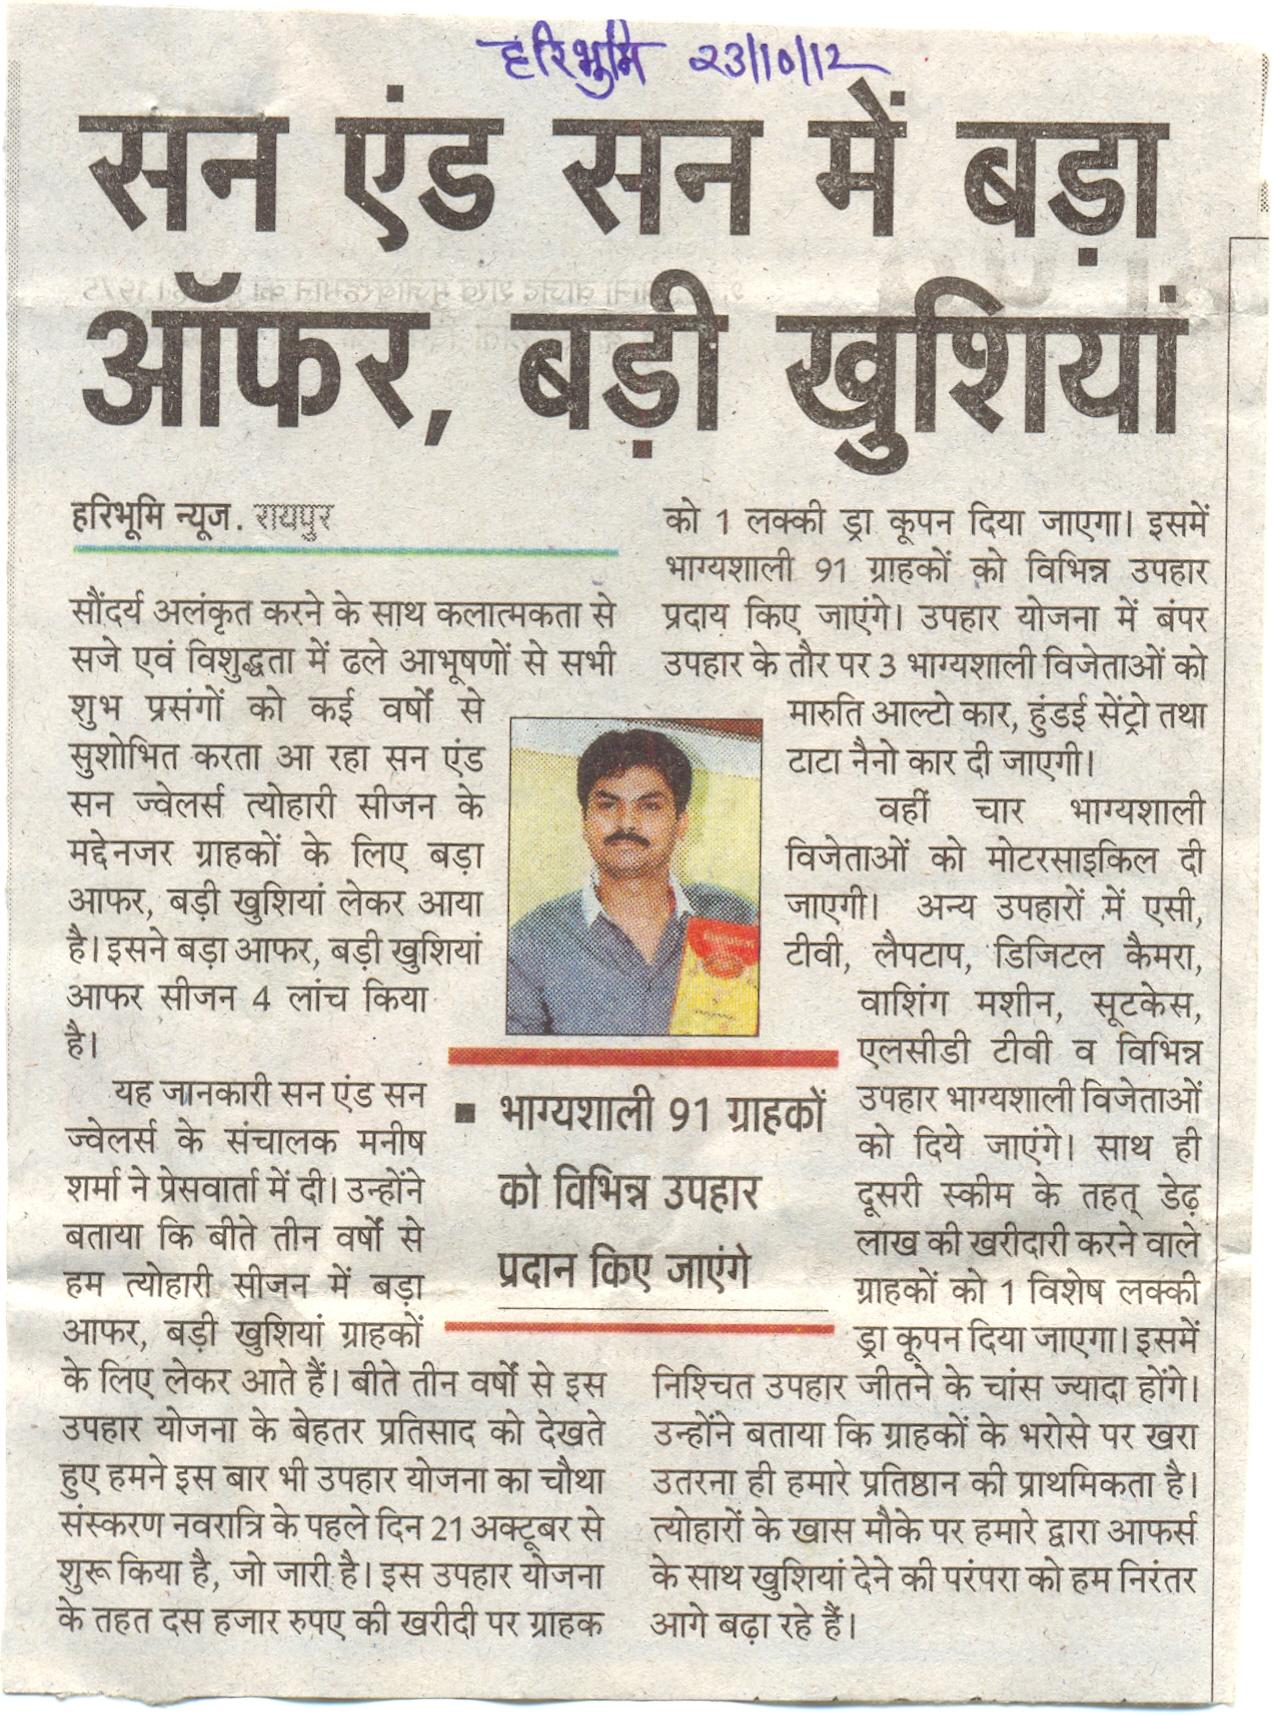 हरिभूमि 23/10/12
सन एंड सन में बड़ा
ऑफर, बड़ी खुशियां
हरिभूमि न्यूज. रायपुर
सौंदर्य अलंकृत करने के साथ कलात्मकता से
सजे एवं विशुद्धता में ढले आभूषणों से सभी
शुभ प्रसंगों को कई वर्षों से
सुशोभित करता आ रहा सन एंड
सन ज्वेलर्स त्योहारी सीजन के
मद्देनजर ग्राहकों के लिए बड़ा
आफर, बड़ी खुशियां लेकर आया
है। इसने बड़ा आफर, बड़ी खुशियां
आफर सीजन 4 लांच किया
है।
यह जानकारी सन एंड सन
ज्वेलर्स के संचालक मनीष
शर्मा ने प्रेसवार्ता में दी। उन्होंने
बताया कि बीते तीन वर्षों से
हम त्योहारी सीजन में बड़ा
आफर, बड़ी खुशियां ग्राहकों
के लिए लेकर आते हैं। बीते तीन वर्षों से इस
उपहार योजना के बेहतर प्रतिसाद को देखते
हुए हमने इस बार भी उपहार योजना का चौथा
संस्करण नवरात्रि के पहले दिन 21 अक्टूबर से
शुरू किया है, जो जारी है। इस उपहार योजना
के तहत दस हजार रुपए की खरीदी पर ग्राहक
भाग्यशाली 91 ग्राहकों
को विभिन्न उपहार
प्रदान किए जाएंगे
को 1 लक्की ड्रा कूपन दिया जाएगा। इसमें
भाग्यशाली 91 ग्राहकों को विभिन्न उपहार
प्रदाय किए जाएंगे। उपहार योजना में बंपर
उपहार के तौर पर 3 भाग्यशाली विजेताओं को
मारुति आल्टो कार, हुंडई सेंट्रो तथा
टाटा नैनो कार दी जाएगी।
वहीं चार भाग्यशाली
विजेताओं को मोटरसाइकिल दी
जाएगी। अन्य उपहारों में एसी,
टीवी, लैपटाप, डिजिटल कैमरा,
वाशिंग मशीन, सूटकेस,
एलसीडी टीवी व विभिन्न
उपहार भाग्यशाली विजेताओं
को दिये जाएंगे। साथ ही
दूसरी स्कीम के तहत् डेढ़
लाख की खरीदारी करने वाले
ग्राहकों को 1 विशेष लक्की
ड्रा कूपन दिया जाएगा। इसमें
निश्चित उपहार जीतने के चांस ज्यादा होंगे।
उन्होंने बताया कि ग्राहकों के भरोसे पर खरा
उतरना ही हमारे प्रतिष्ठान की प्राथमिकता है।
त्योहारों के खास मौके पर हमारे द्वारा आफर्स
के साथ खुशियां देने की परंपरा को हम निरंतर
आगे बढ़ा रहे हैं।